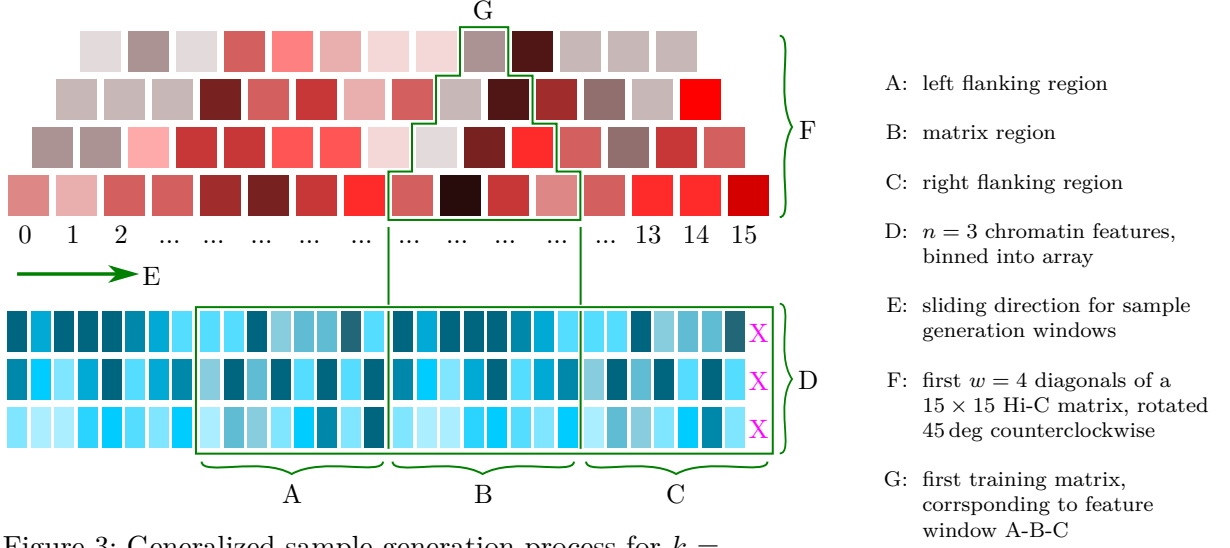 G
F
0 1 2 ... ... ... ... ... ... ... ... ... ... 13 14 15
E
X
X D
X
A B C
A: left flanking region
B: matrix region
C: right flanking region
D: n = 3 chromatin features,
binned into array
E: sliding direction for sample
generation windows
F: first w = 4 diagonals of a
15 × 15 Hi-C matrix, rotated
45 deg counterclockwise
G: first training matrix,
corrsponding to feature
window A-B-C
Figure 3: Generalized sample generation process for k =